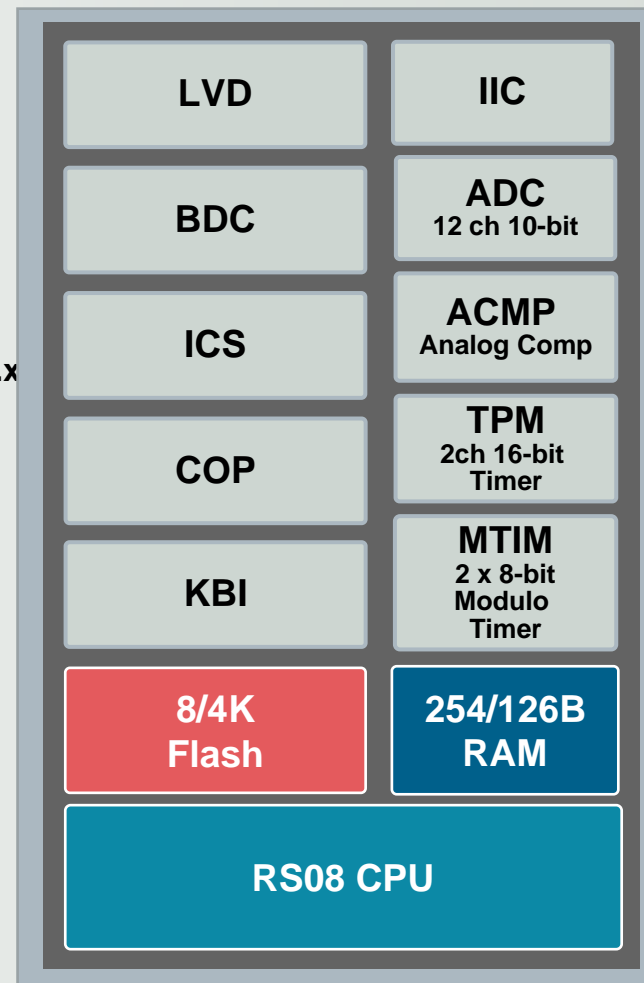 LVD
IIC
BDC
ADC
12 ch 10-bit
ICS
ACMP
Analog Comp
.x
COP
TPM
2ch 16-bit
Timer
KBI
MTIM
2 x 8-bit
Modulo
Timer
8/4K
Flash
254/126B
RAM
RS08 CPU